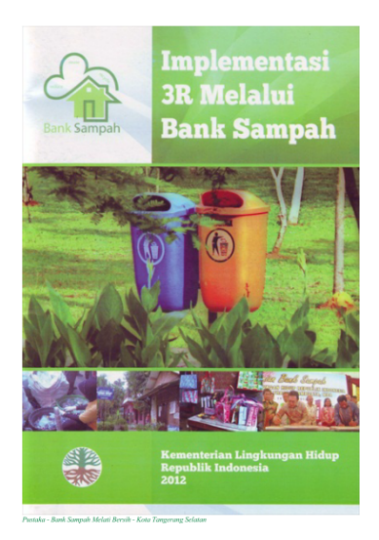 Bank Sampah
Implementasi
3R Melalui
Bank Sampah
Bank Sampah
Kementerian Lingkungan Hidup
Republik Indonesia
2012
Pustaka - Bank Sampah Melati Bersih - Kota Tangerang Selatan